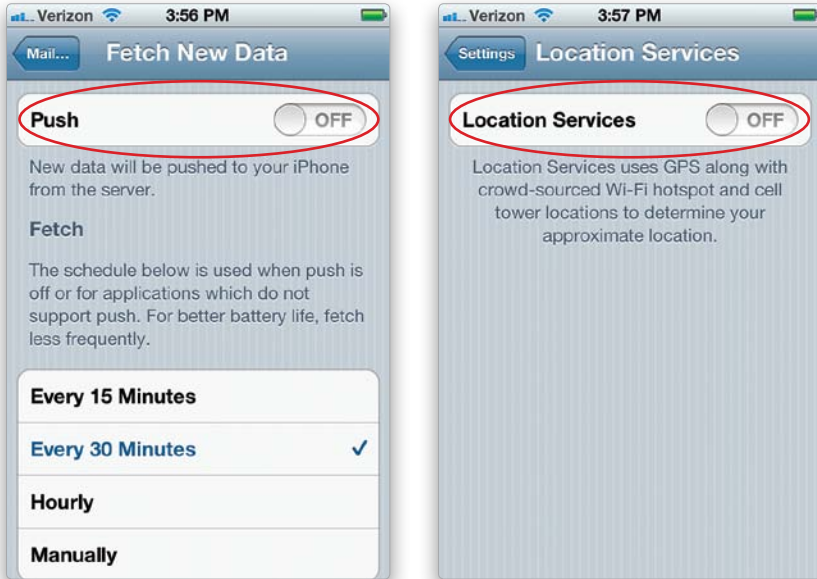 Verizon 3:56 PM
Mail... Fetch New Data
Push OFF
New data will be pushed to your iPhone
from the server.
Fetch
The schedule below is used when push is
off or for applications which do not
support push. For better battery life, fetch
less frequently.
Every 15 Minutes
Every 30 Minutes
Hourly
Manually
Verizon 3:57 PM
Settings Location Services
Location Services OFF
Location Services uses GPS along with
crowd-sourced Wi-Fi hotspot and cell
tower locations to determine your
approximate location.